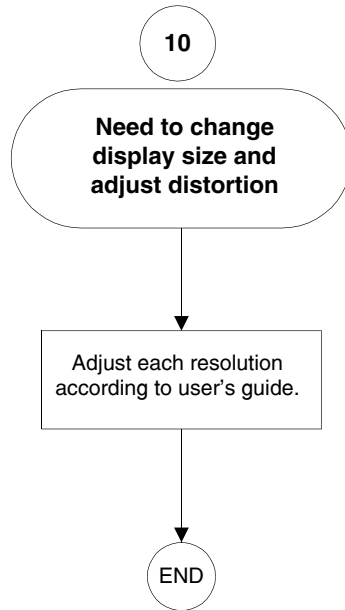 10
Need to change
display size and
adjust distortion
Adjust each resolution
according to user's guide.
END